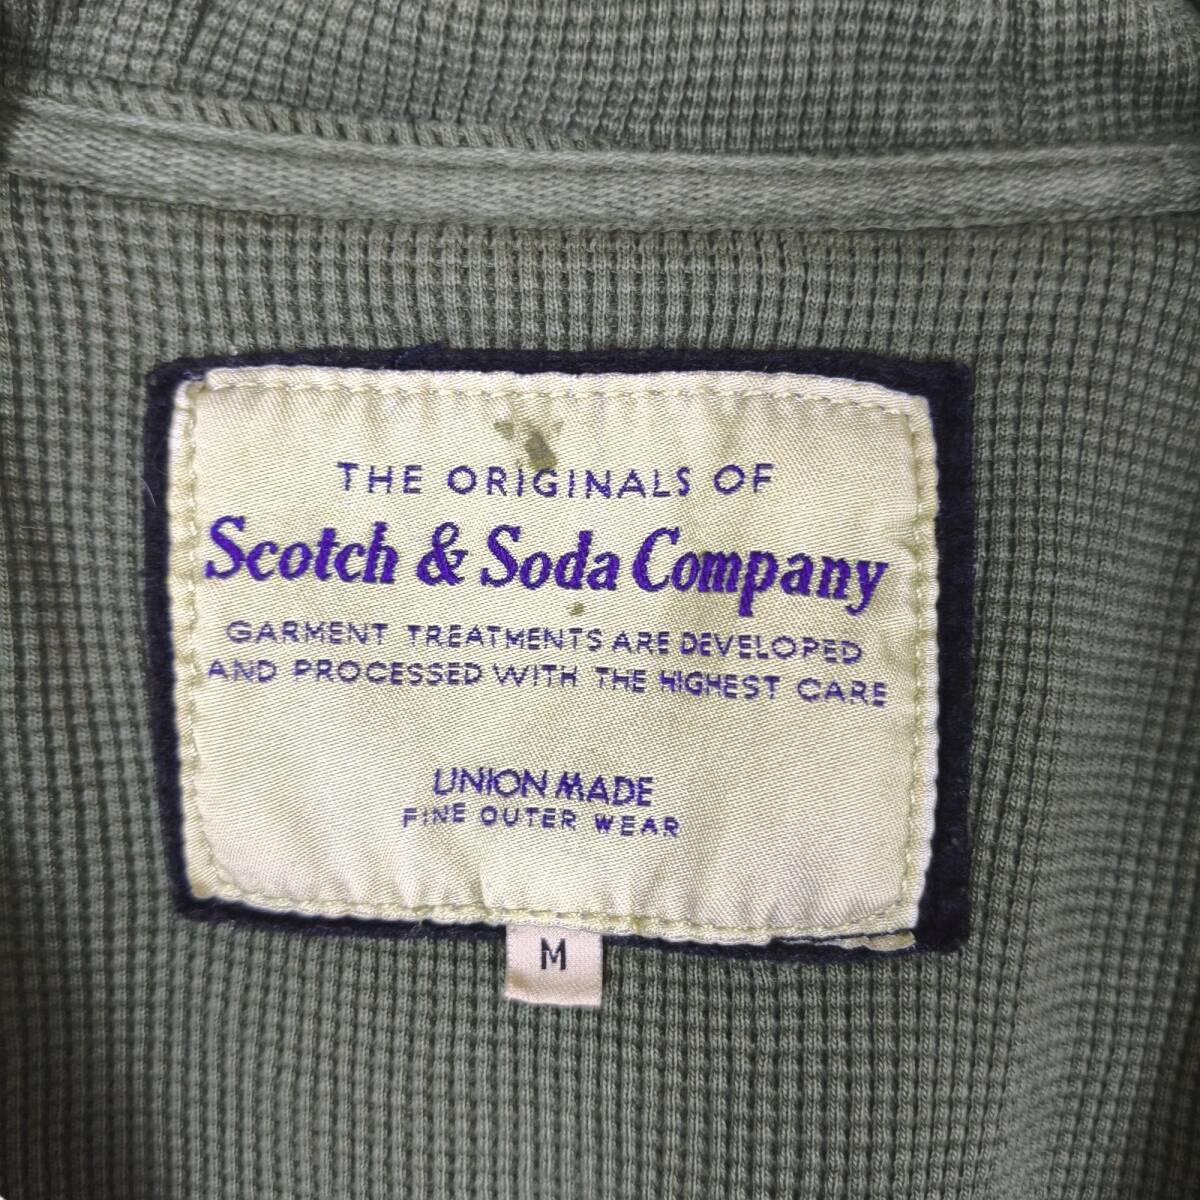 THE ORIGINALS OF
Scotch & Soda Company
GARMENT TREATMENTS ARE DEVELOPED
AND PROCESSED WITH THE HIGHEST CARE
UNION MADE
FINE OUTER WEAR
M